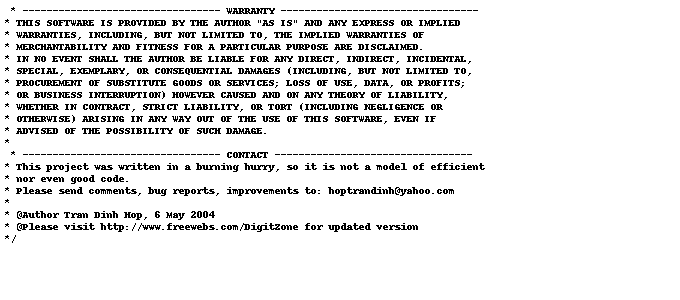 * --------------------------------- WARRANTY ---------------------------------
* THIS SOFTWARE IS PROVIDED BY THE AUTHOR "AS IS" AND ANY EXPRESS OR IMPLIED
* WARRANTIES, INCLUDING, BUT NOT LIMITED TO, THE IMPLIED WARRANTIES OF
* MERCHANTABILITY AND FITNESS FOR A PARTICULAR PURPOSE ARE DISCLAIMED.
* IN NO EVENT SHALL THE AUTHOR BE LIABLE FOR ANY DIRECT, INDIRECT, INCIDENTAL,
* SPECIAL, EXEMPLARY, OR CONSEQUENTIAL DAMAGES (INCLUDING, BUT NOT LIMITED TO,
* PROCUREMENT OF SUBSTITUTE GOODS OR SERVICES; LOSS OF USE, DATA, OR PROFITS;
* OR BUSINESS INTERRUPTION) HOWEVER CAUSED AND ON ANY THEORY OF LIABILITY,
* WHETHER IN CONTRACT, STRICT LIABILITY, OR TORT (INCLUDING NEGLIGENCE OR
* OTHERWISE) ARISING IN ANY WAY OUT OF THE USE OF THIS SOFTWARE, EVEN IF
* ADVISED OF THE POSSIBILITY OF SUCH DAMAGE.
*
* --------------------------------- CONTACT ---------------------------------
* This project was written in a burning hurry, so it is not a model of efficient
* nor even good code.
* Please send comments, bug reports, improvements to: hoptrandinh@yahoo.com
*
* @Author Tran Dinh Hop, 6 May 2004
* @Please visit http://www.freewebs.com/DigitZone for updated version
*/